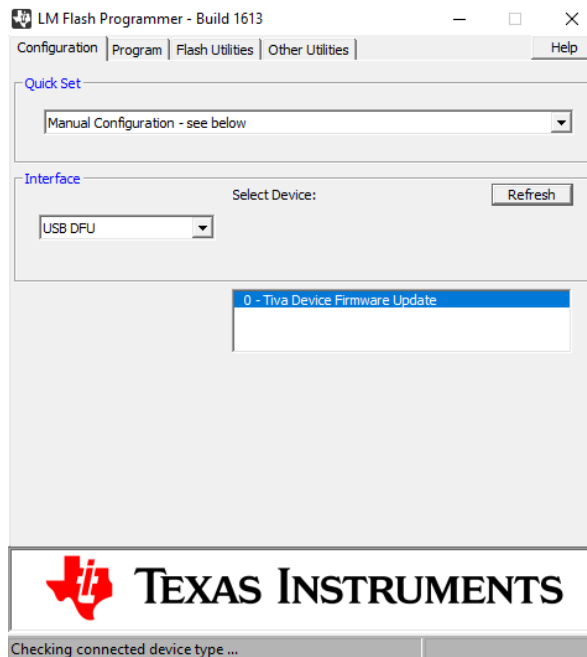 LM Flash Programmer - Build 1613
Configuration Program Flash Utilities Other Utilities Help
Quick Set
Manual Configuration - see below
Interface
Select Device: Refresh
USB DFU
0 - Tiva Device Firmware Update
TEXAS INSTRUMENTS
Checking connected device type ...